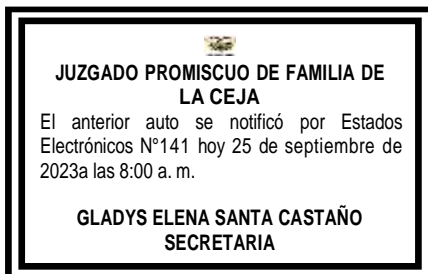 JUZGADO PROMISCUO DE FAMILIA DE
LA CEJA
El anterior auto se notificó por Estados
Electrónicos N°141 hoy 25 de septiembre de
2023a las 8:00 a. m.
GLADYS ELENA SANTA CASTAÑO
SECRETARIA